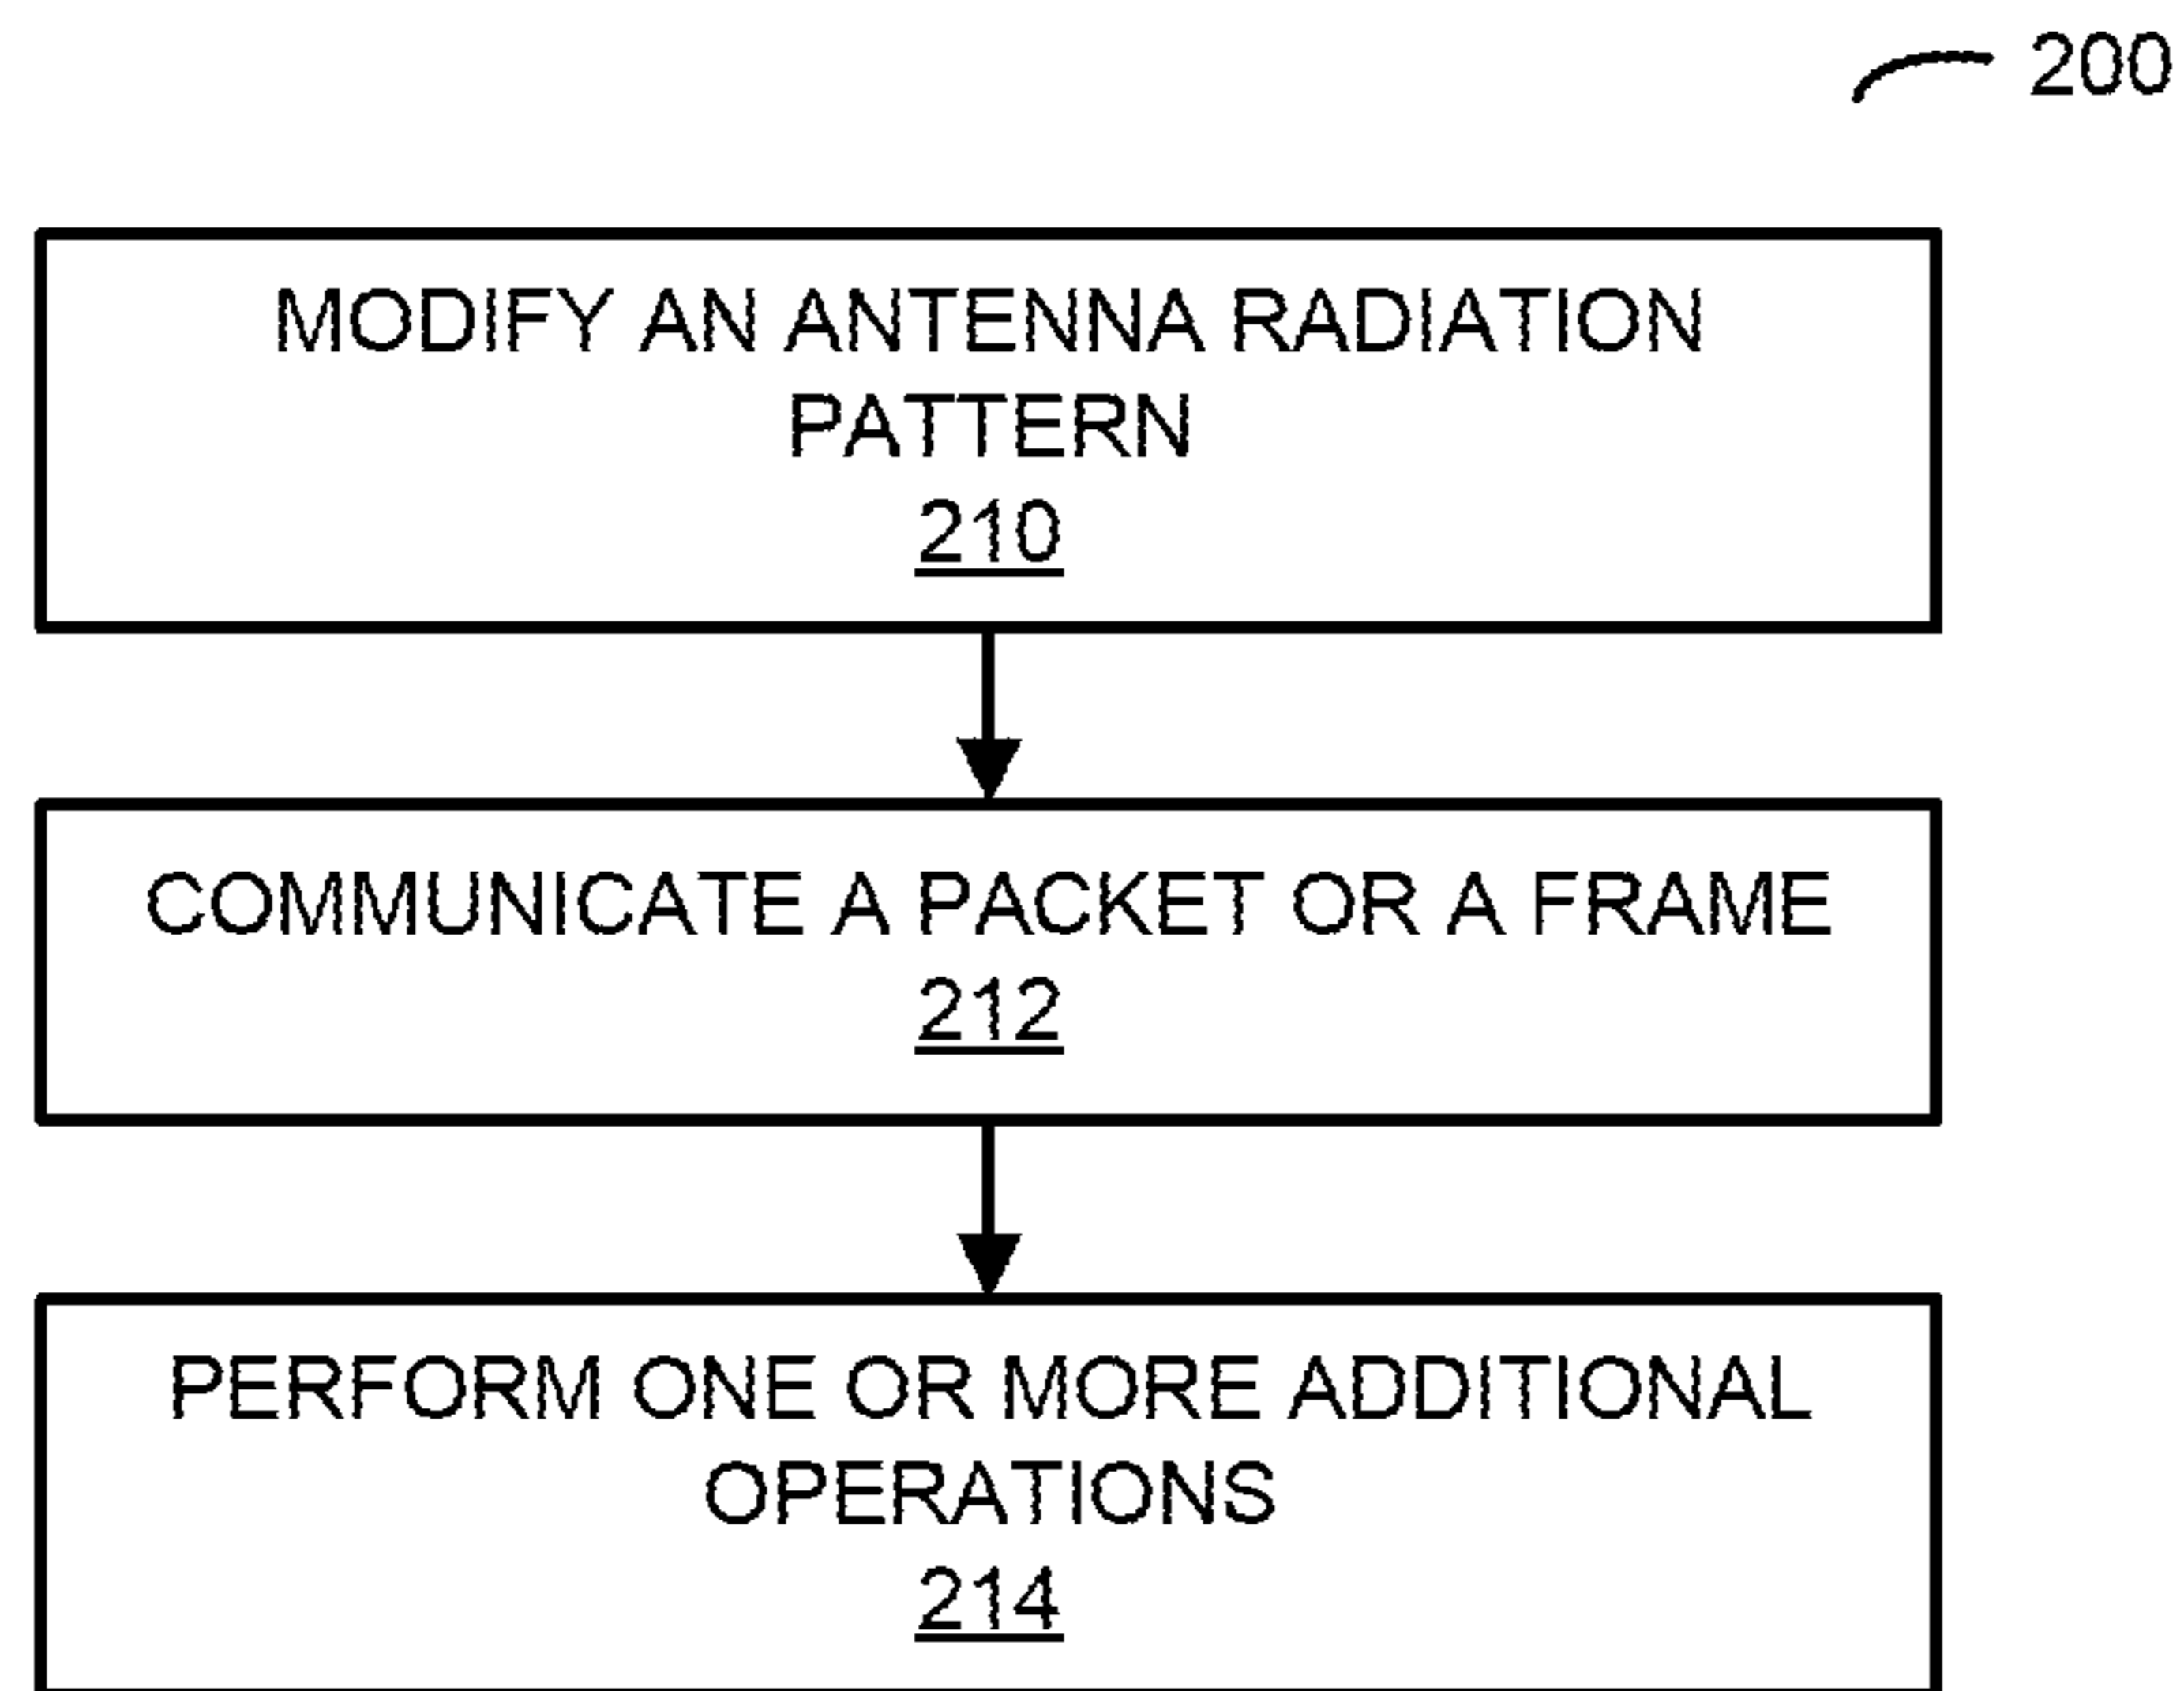 200
MODIFY AN ANTENNA RADIATION
PATTERN
210
COMMUNICATE A PACKET OR A FRAME
212
PERFORM ONE OR MORE ADDITIONAL
OPERATIONS
214